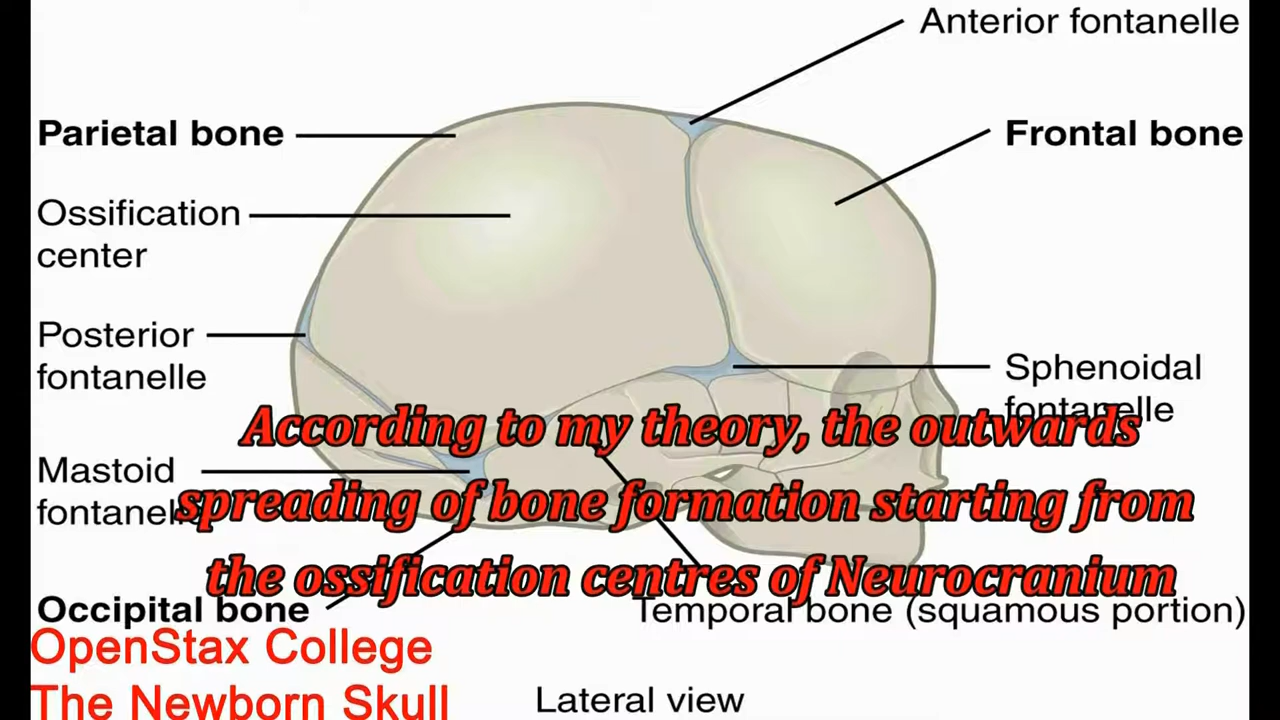 Anterior fontanelle
Parietal bone
Frontal bone
Ossification
center
Posterior
fontanelle
Sphenoidal
fontanelle
According to my theory, the outwards
Mastoid
spreading of bone formation starting from
the ossification centres of Neurocranium
Occipital bone
Temporal bone (squamous portion)
OpenStax College
The Newborn Skull
Lateral view